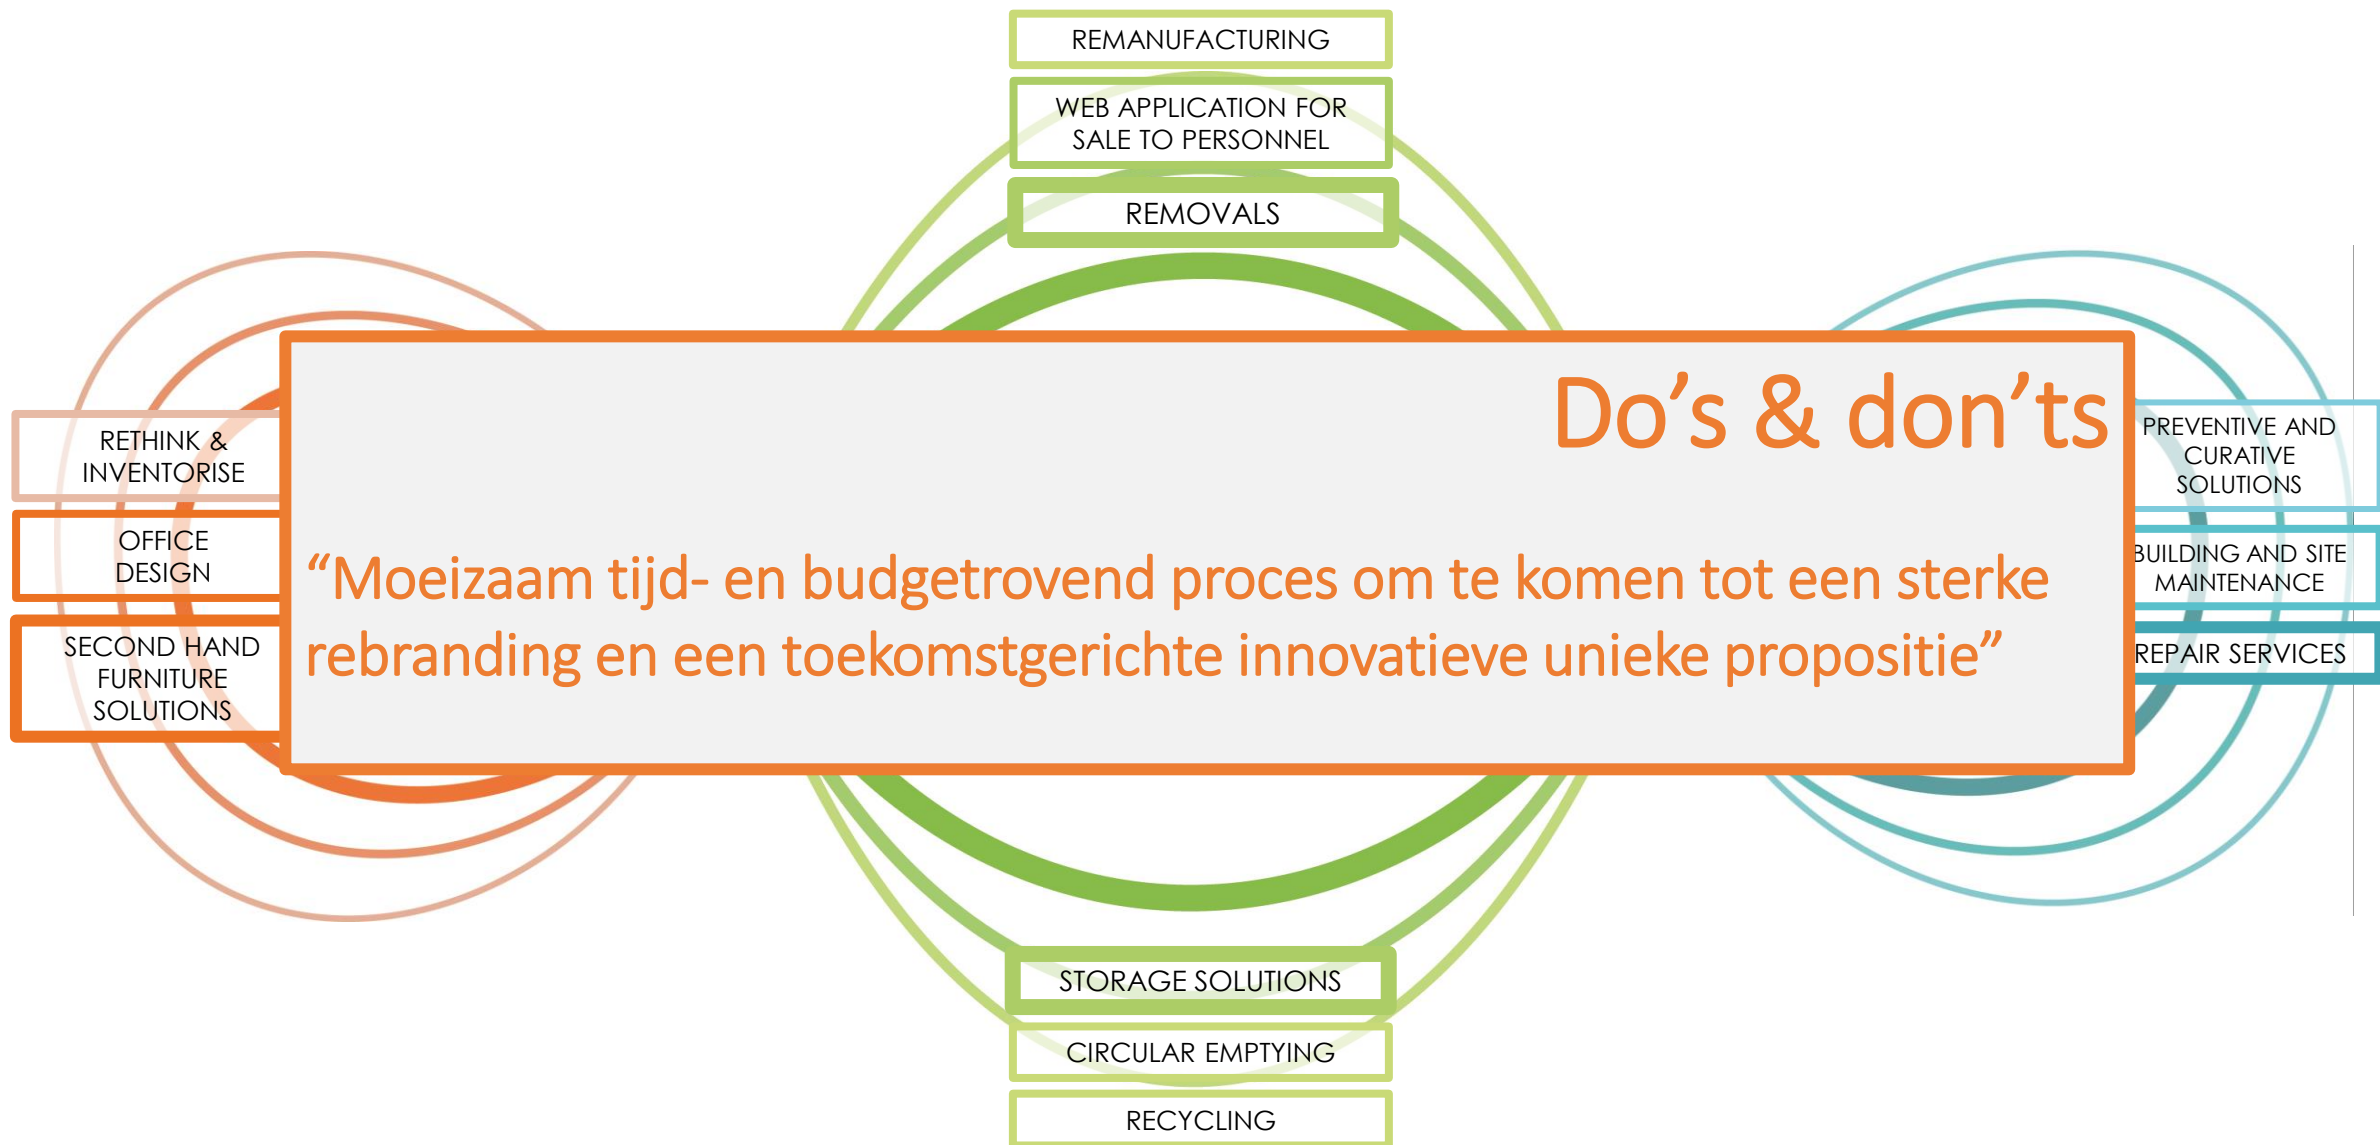 REMANUFACTURING
WEB APPLICATION FOR
SALE TO PERSONNEL
REMOVALS
RETHINK &
INVENTORISE
OFFICE
DESIGN
SECOND HAND
FURNITURE
SOLUTIONS
Do’s & don’ts
“Moeizaam tijd- en budgetrovend proces om te komen tot een sterke
rebranding en een toekomstgerichte innovatieve unieke propositie”
PREVENTIVE AND
CURATIVE
SOLUTIONS
BUILDING AND SITE
MAINTENANCE
REPAIR SERVICES
STORAGE SOLUTIONS
CIRCULAR EMPTYING
RECYCLING